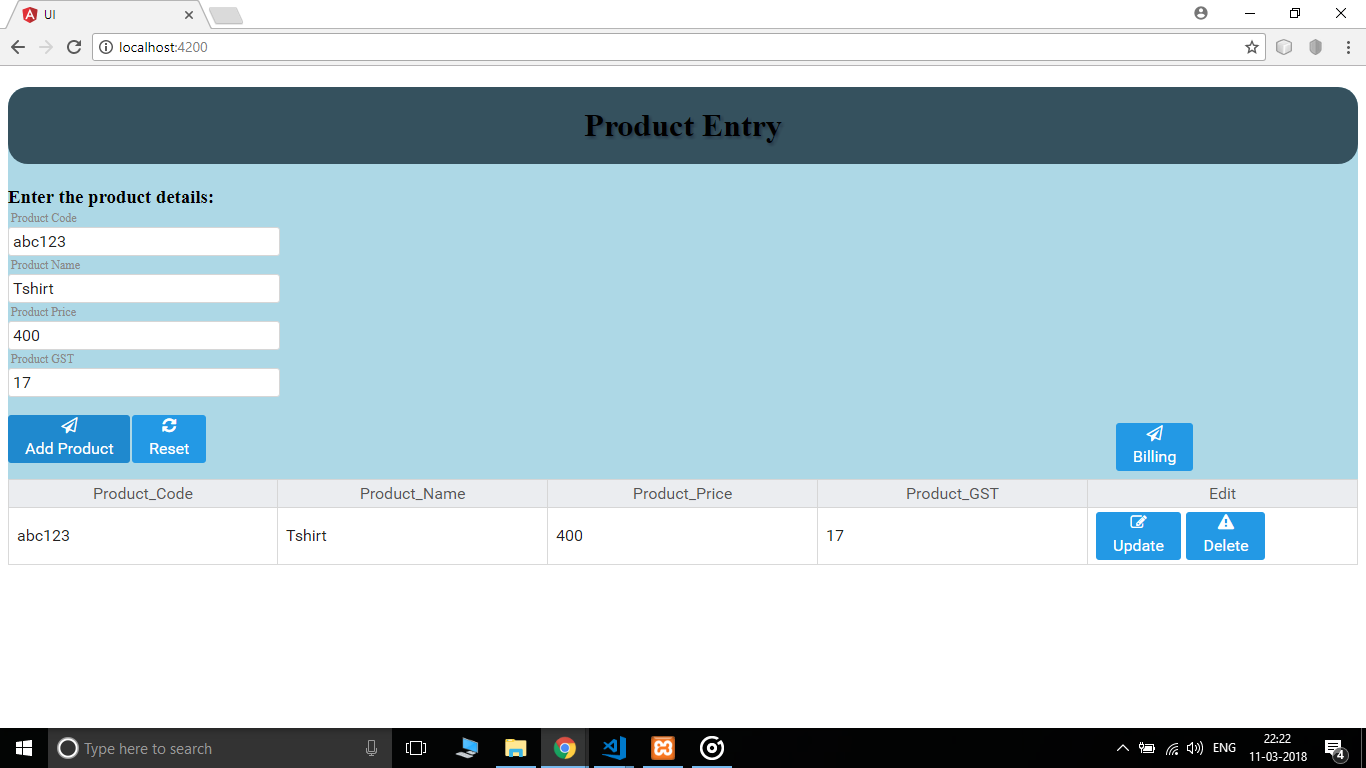 UI
localhost:4200
Product Entry
Enter the product details:
Product Code
abc123
Product Name
Tshirt
Product Price
400
Product GST
17
Add Product Reset Billing
Product_Code Product_Name Product_Price Product_GST Edit
abc123 Tshirt 400 17 Update Delete
Type here to search ENG 22:22
11-03-2018 4